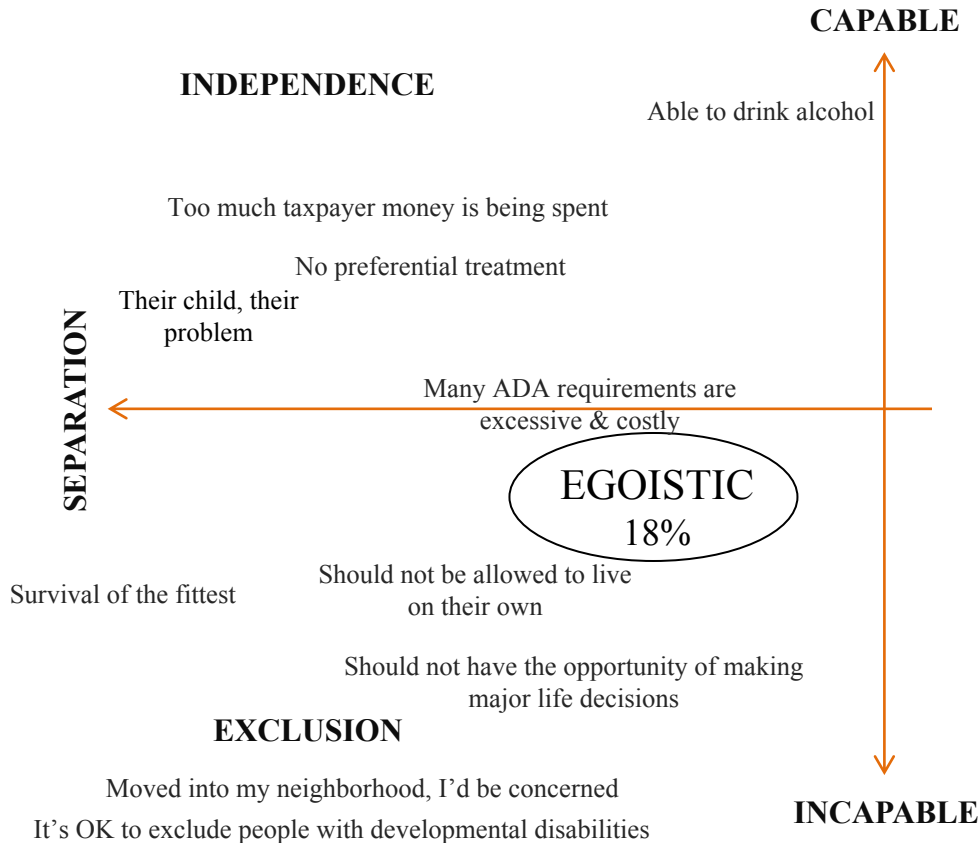 CAPABLE
INDEPENDENCE
Able to drink alcohol
Too much taxpayer money is being spent
No preferential treatment
Their child, their
problem
SEPARATION
Many ADA requirements are
excessive & costly
EGOISTIC
18%
Should not be allowed to live
on their own
Survival of the fittest
Should not have the opportunity of making
major life decisions
EXCLUSION
Moved into my neighborhood, I’d be concerned
INCAPABLE
It’s OK to exclude people with developmental disabilities